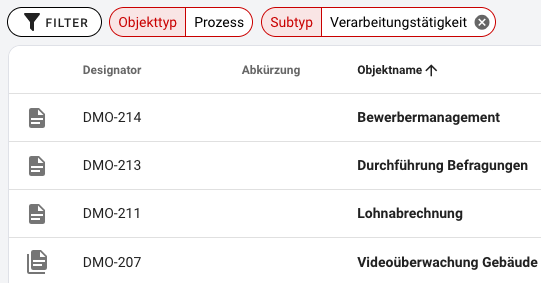 FILTER Objekttyp Prozess Subtyp Verarbeitungstätigkeit
Designator Abkürzung Objektname
DMO-214 Bewerbermanagement
DMO-213 Durchführung Befragungen
DMO-211 Lohnabrechnung
DMO-207 Videoüberwachung Gebäude